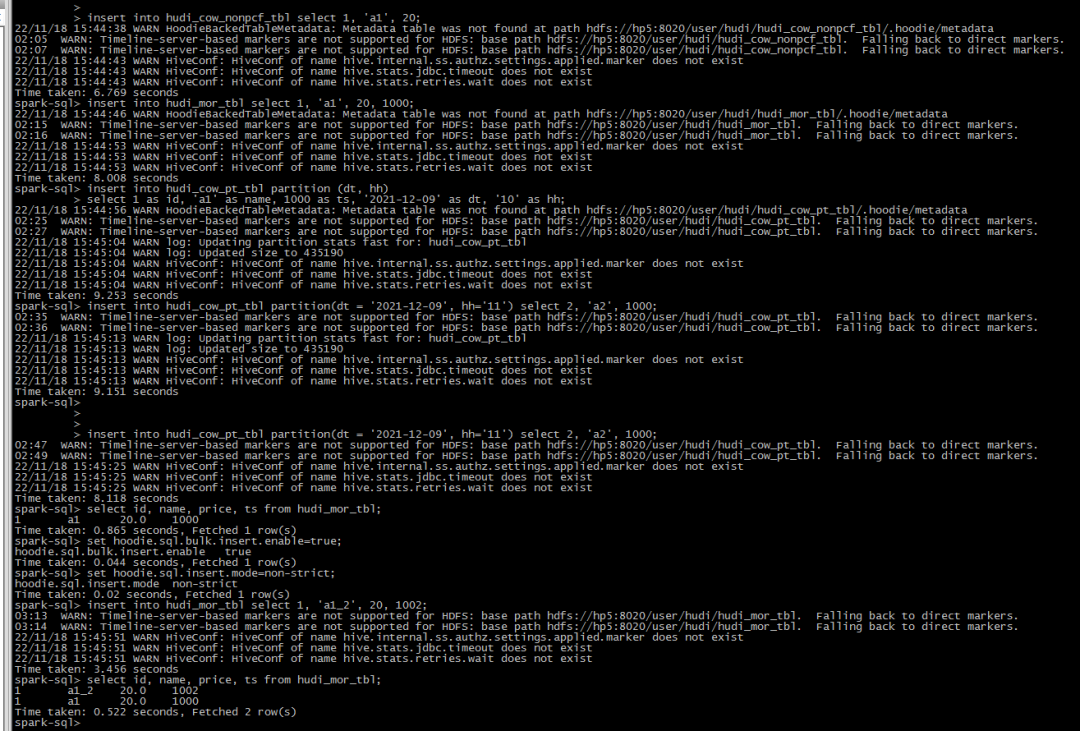 >
> insert into hudi_cow_nonpcf_tbl select 1, 'a1', 20;
22/11/18 15:44:38 WARN HoodieBackedTableMetadata: Metadata table was not found at path hdfs://hp5:8020/user/hudi/hudi_cow_nonpcf_tbl/.hoodie/metadata
02:05  WARN: Timeline-server-based markers are not supported for HDFS: base path hdfs://hp5:8020/user/hudi/hudi_cow_nonpcf_tbl.  Falling back to direct markers.
02:07  WARN: Timeline-server-based markers are not supported for HDFS: base path hdfs://hp5:8020/user/hudi/hudi_cow_nonpcf_tbl.  Falling back to direct markers.
22/11/18 15:44:43 WARN HiveConf: HiveConf of name hive.internal.ss.authz.settings.applied.marker does not exist
22/11/18 15:44:43 WARN HiveConf: HiveConf of name hive.stats.jdbc.timeout does not exist
22/11/18 15:44:43 WARN HiveConf: HiveConf of name hive.stats.retries.wait does not exist
Time taken: 6.769 seconds
spark-sql> insert into hudi_mor_tbl select 1, 'a1', 20, 1000;
22/11/18 15:44:46 WARN HoodieBackedTableMetadata: Metadata table was not found at path hdfs://hp5:8020/user/hudi/hudi_mor_tbl/.hoodie/metadata
02:15  WARN: Timeline-server-based markers are not supported for HDFS: base path hdfs://hp5:8020/user/hudi/hudi_mor_tbl.  Falling back to direct markers.
02:16  WARN: Timeline-server-based markers are not supported for HDFS: base path hdfs://hp5:8020/user/hudi/hudi_mor_tbl.  Falling back to direct markers.
22/11/18 15:44:53 WARN HiveConf: HiveConf of name hive.internal.ss.authz.settings.applied.marker does not exist
22/11/18 15:44:53 WARN HiveConf: HiveConf of name hive.stats.jdbc.timeout does not exist
22/11/18 15:44:53 WARN HiveConf: HiveConf of name hive.stats.retries.wait does not exist
Time taken: 8.008 seconds
spark-sql> insert into hudi_cow_pt_tbl partition (dt, hh)
> select 1 as id, 'a1' as name, 1000 as ts, '2021-12-09' as dt, '10' as hh;
22/11/18 15:44:56 WARN HoodieBackedTableMetadata: Metadata table was not found at path hdfs://hp5:8020/user/hudi/hudi_cow_pt_tbl/.hoodie/metadata
02:25  WARN: Timeline-server-based markers are not supported for HDFS: base path hdfs://hp5:8020/user/hudi/hudi_cow_pt_tbl.  Falling back to direct markers.
02:27  WARN: Timeline-server-based markers are not supported for HDFS: base path hdfs://hp5:8020/user/hudi/hudi_cow_pt_tbl.  Falling back to direct markers.
22/11/18 15:45:04 WARN log: Updating partition stats fast for: hudi_cow_pt_tbl
22/11/18 15:45:04 WARN log: Updated size to 435190
22/11/18 15:45:04 WARN HiveConf: HiveConf of name hive.internal.ss.authz.settings.applied.marker does not exist
22/11/18 15:45:04 WARN HiveConf: HiveConf of name hive.stats.jdbc.timeout does not exist
22/11/18 15:45:04 WARN HiveConf: HiveConf of name hive.stats.retries.wait does not exist
Time taken: 9.253 seconds
spark-sql> insert into hudi_cow_pt_tbl partition(dt = '2021-12-09', hh='11') select 2, 'a2', 1000;
02:35  WARN: Timeline-server-based markers are not supported for HDFS: base path hdfs://hp5:8020/user/hudi/hudi_cow_pt_tbl.  Falling back to direct markers.
02:36  WARN: Timeline-server-based markers are not supported for HDFS: base path hdfs://hp5:8020/user/hudi/hudi_cow_pt_tbl.  Falling back to direct markers.
22/11/18 15:45:13 WARN log: Updating partition stats fast for: hudi_cow_pt_tbl
22/11/18 15:45:13 WARN log: Updated size to 435190
22/11/18 15:45:13 WARN HiveConf: HiveConf of name hive.internal.ss.authz.settings.applied.marker does not exist
22/11/18 15:45:13 WARN HiveConf: HiveConf of name hive.stats.jdbc.timeout does not exist
22/11/18 15:45:13 WARN HiveConf: HiveConf of name hive.stats.retries.wait does not exist
Time taken: 9.151 seconds
spark-sql>
>
>
> insert into hudi_cow_pt_tbl partition(dt = '2021-12-09', hh='11') select 2, 'a2', 1000;
02:47  WARN: Timeline-server-based markers are not supported for HDFS: base path hdfs://hp5:8020/user/hudi/hudi_cow_pt_tbl.  Falling back to direct markers.
02:49  WARN: Timeline-server-based markers are not supported for HDFS: base path hdfs://hp5:8020/user/hudi/hudi_cow_pt_tbl.  Falling back to direct markers.
22/11/18 15:45:25 WARN HiveConf: HiveConf of name hive.internal.ss.authz.settings.applied.marker does not exist
22/11/18 15:45:25 WARN HiveConf: HiveConf of name hive.stats.jdbc.timeout does not exist
22/11/18 15:45:25 WARN HiveConf: HiveConf of name hive.stats.retries.wait does not exist
Time taken: 8.118 seconds
spark-sql> select id, name, price, ts from hudi_mor_tbl;
1       a1      20.0    1000
Time taken: 0.865 seconds, Fetched 1 row(s)
spark-sql> set hoodie.sql.bulk.insert.enable=true;
hoodie.sql.bulk.insert.enable   true
Time taken: 0.044 seconds, Fetched 1 row(s)
spark-sql> set hoodie.sql.insert.mode=non-strict;
hoodie.sql.insert.mode  non-strict
Time taken: 0.02 seconds, Fetched 1 row(s)
spark-sql> insert into hudi_mor_tbl select 1, 'a1_2', 20, 1002;
03:13  WARN: Timeline-server-based markers are not supported for HDFS: base path hdfs://hp5:8020/user/hudi/hudi_mor_tbl.  Falling back to direct markers.
03:14  WARN: Timeline-server-based markers are not supported for HDFS: base path hdfs://hp5:8020/user/hudi/hudi_mor_tbl.  Falling back to direct markers.
22/11/18 15:45:51 WARN HiveConf: HiveConf of name hive.internal.ss.authz.settings.applied.marker does not exist
22/11/18 15:45:51 WARN HiveConf: HiveConf of name hive.stats.jdbc.timeout does not exist
22/11/18 15:45:51 WARN HiveConf: HiveConf of name hive.stats.retries.wait does not exist
Time taken: 3.456 seconds
spark-sql> select id, name, price, ts from hudi_mor_tbl;
1       a1_2    20.0    1002
1       a1      20.0    1000
Time taken: 0.522 seconds, Fetched 2 row(s)
spark-sql>